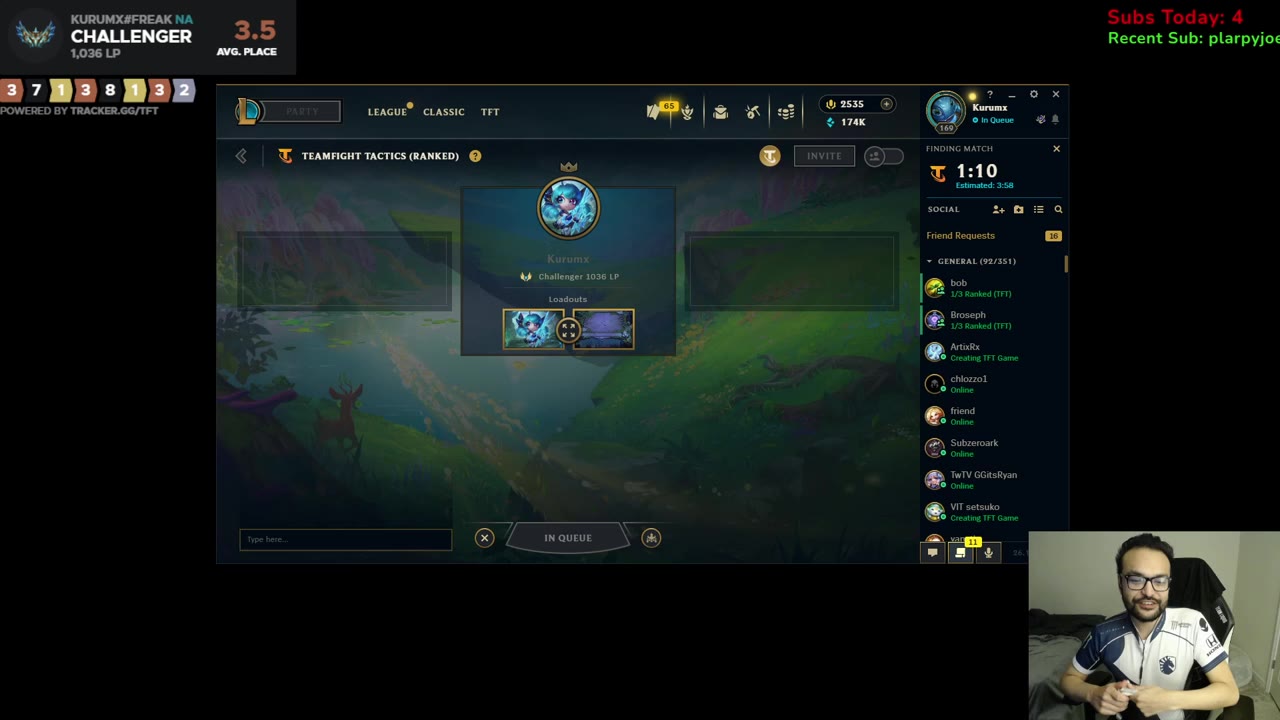 KURUMX#FREAK NA
CHALLENGER
1,036 LP
3.5
AVG. PLACE
3 7 1 3 8 1 3 2
POWERED BY TRACKER.GG/TFT
Subs Today: 4
Recent Sub: plarpyjoe
PARTY
LEAGUE
CLASSIC
TFT
65
2535
174K
169
Kurumx
In Queue
TEAMFIGHT TACTICS (RANKED)
INVITE
FINDING MATCH
1:10
Estimated: 3:58
SOCIAL
Friend Requests
16
GENERAL (92/351)
bob
1/3 Ranked (TFT)
Broseph
1/3 Ranked (TFT)
ArtixRx
Creating TFT Game
chlozzo1
Online
friend
Online
Subzeroark
Online
TwTV GGitsRyan
Online
VIT setsuko
Creating TFT Game
11
Kurumx
Challenger 1036 LP
Loadouts
Type here...
IN QUEUE
HONDA